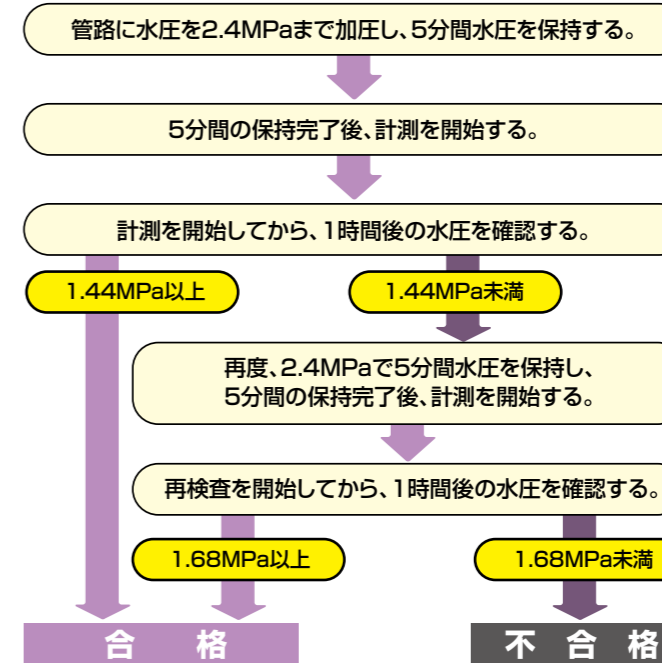 管路に水圧を2.4MPaまで加圧し、5分間水圧を保持する。
5分間の保持完了後、計測を開始する。
計測を開始してから、1時間後の水圧を確認する。
1.44MPa以上
1.44MPa未満
再度、2.4MPaで5分間水圧を保持し、
5分間の保持完了後、計測を開始する。
再検査を開始してから、1時間後の水圧を確認する。
1.68MPa以上
1.68MPa未満
合 格
不 合 格